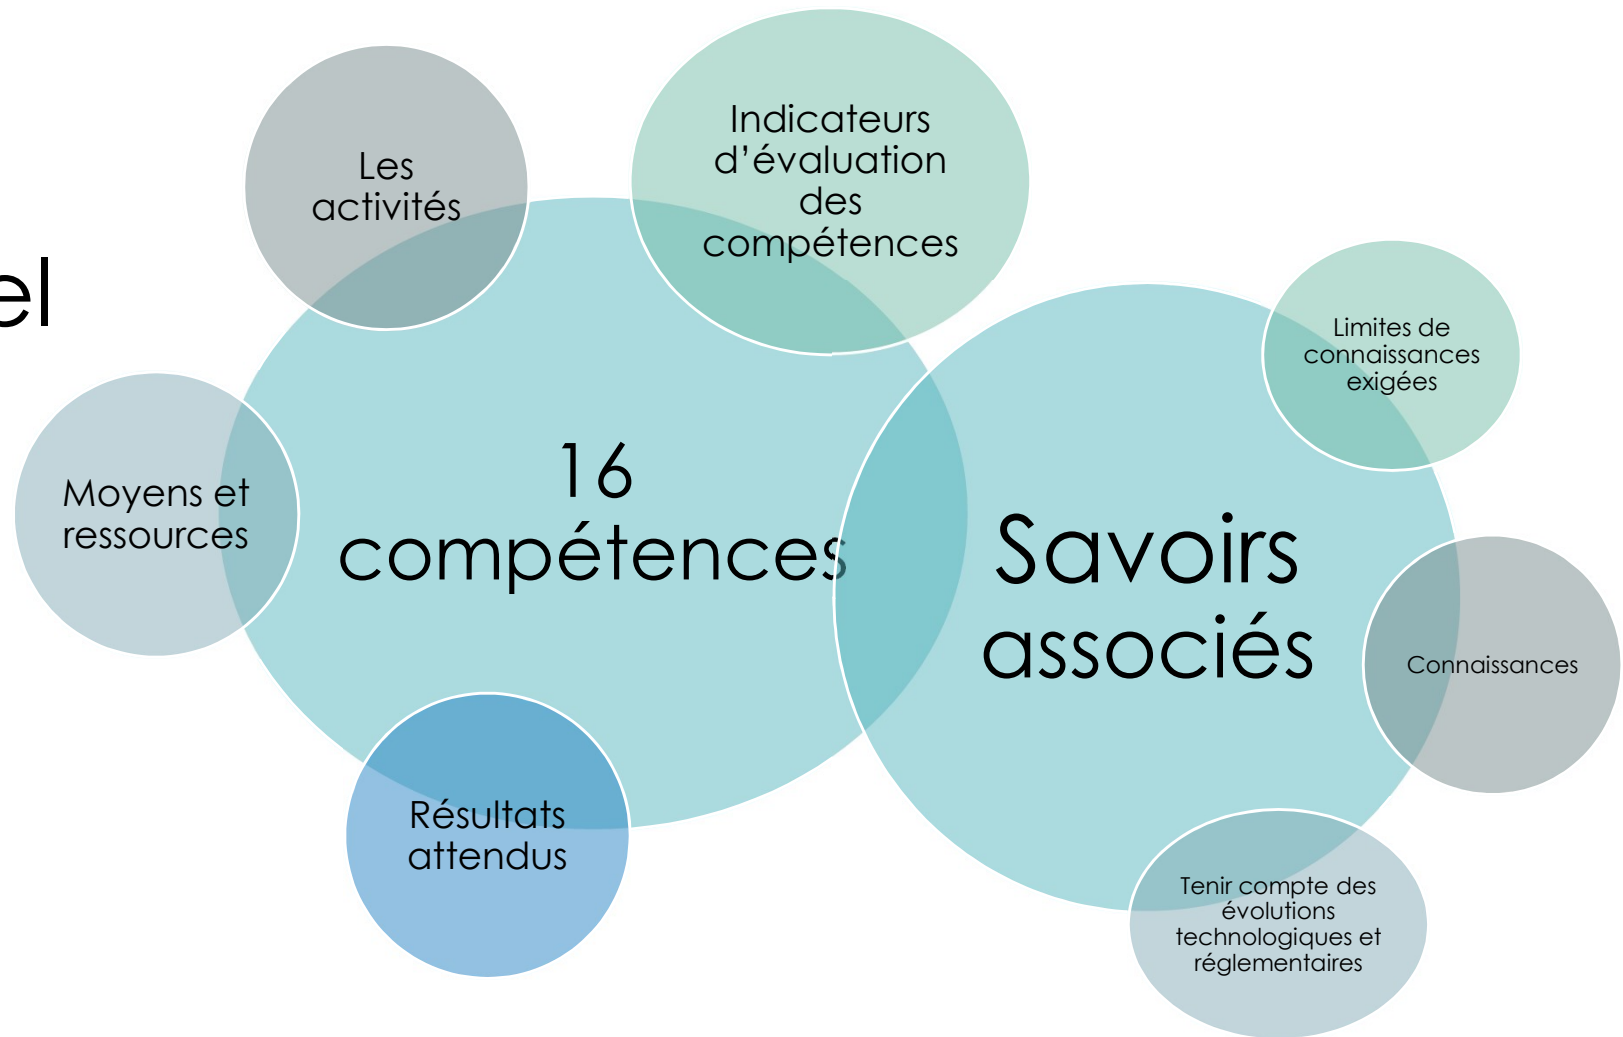 el
Les
activités
Indicateurs
d’évaluation
des
compétences
Moyens et
ressources
16
compétences
Résultats
attendus
Savoirs
associés
Limites de
connaissances
exigées
Connaissances
Tenir compte des
évolutions
technologiques et
réglementaires